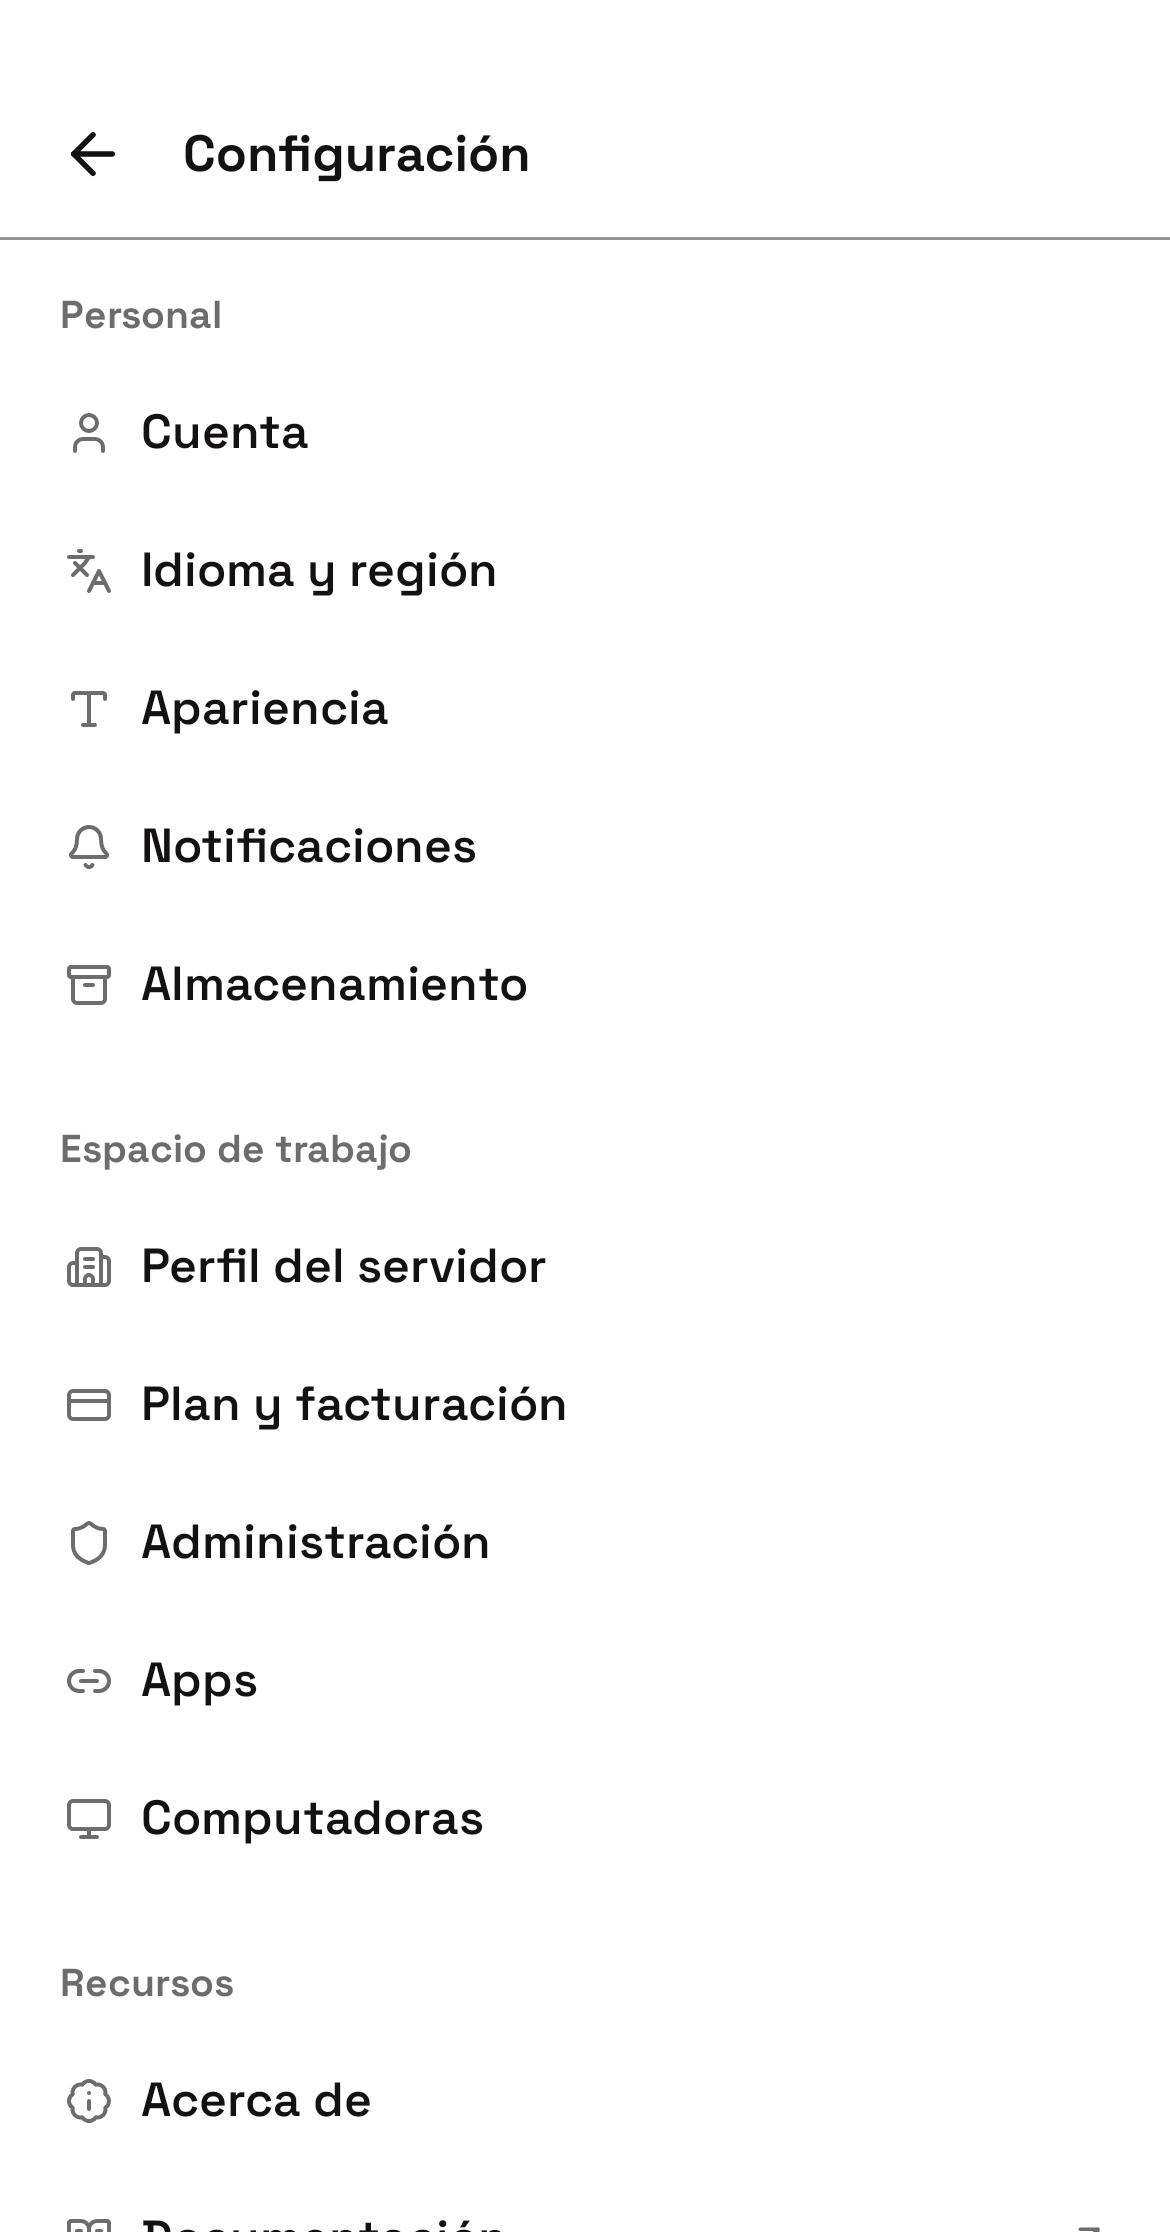 Configuración
Personal
Cuenta
Idioma y región
Apariencia
Notificaciones
Almacenamiento
Espacio de trabajo
Perfil del servidor
Plan y facturación
Administración
Apps
Computadoras
Recursos
Acerca de
Documentación